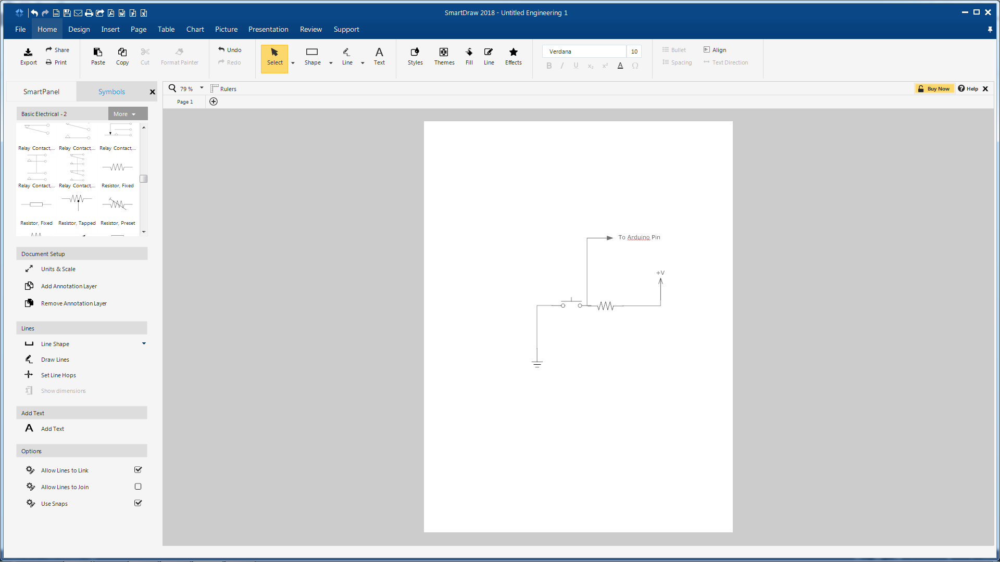 SmartDraw 2018 - Untitled Engineering 1
File Home Design Insert Page Table Chart Picture Presentation Review Support
Export Share Print
Paste Copy Cut Format Painter
Undo Redo
Select Shape Line Text
Styles Themes Fill Line Effects
Verdana 10
B I U x₂ x² A Ω
Bullet Align
Spacing Text Direction
SmartPanel Symbols X
79 % Rulers
Buy Now Help X
Page 1
Basic Electrical - 2 More
Relay Contact,... Relay Contact,... Relay Contact,...
Relay Contact,... Relay Contact,... Resistor, Fixed
Resistor, Fixed Resistor, Tapped Resistor, Preset
Document Setup
Units & Scale
Add Annotation Layer
Remove Annotation Layer
Lines
Line Shape
Draw Lines
Set Line Hops
Show dimensions
Add Text
A Add Text
Options
Allow Lines to Link
Allow Lines to Join
Use Snaps
To Arduino Pin
+V